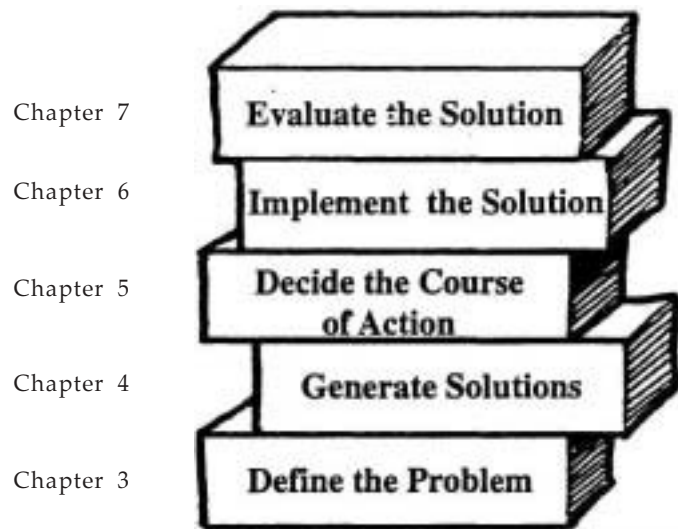 Chapter 7
Evaluate the Solution
Chapter 6
Implement the Solution
Chapter 5
Decide the Course
of Action
Chapter 4
Generate Solutions
Chapter 3
Define the Problem